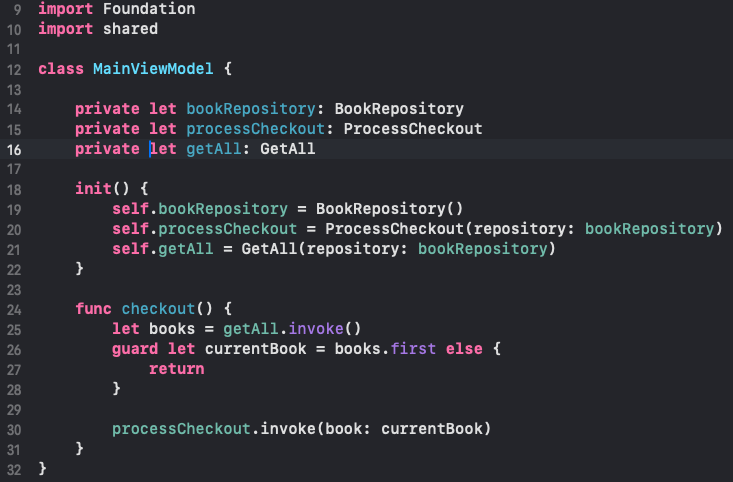 9 import Foundation
10 import shared
11
12 class MainViewModel {
13
14     private let bookRepository: BookRepository
15     private let processCheckout: ProcessCheckout
16     private let getAll: GetAll
17
18     init() {
19         self.bookRepository = BookRepository()
20         self.processCheckout = ProcessCheckout(repository: bookRepository)
21         self.getAll = GetAll(repository: bookRepository)
22     }
23
24     func checkout() {
25         let books = getAll.invoke()
26         guard let currentBook = books.first else {
27             return
28         }
29
30         processCheckout.invoke(book: currentBook)
31     }
32 }